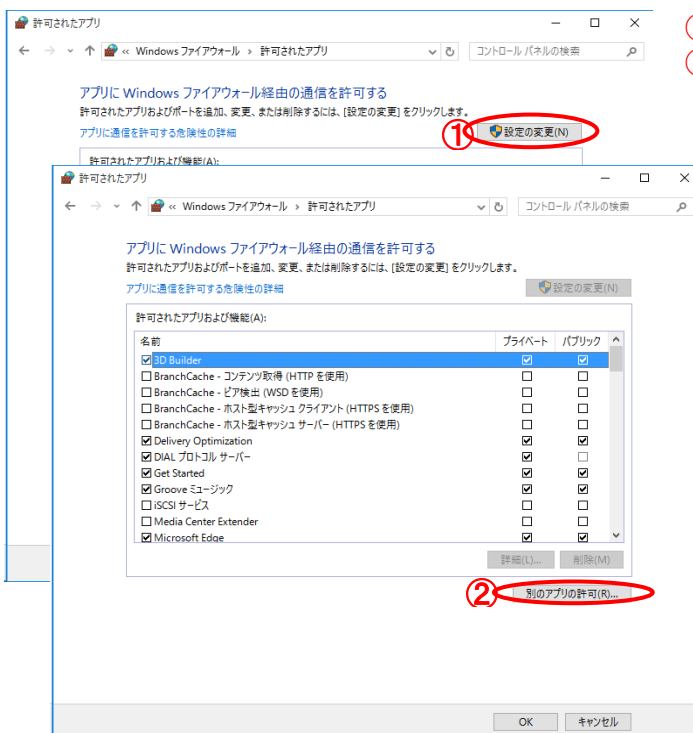 許可されたアプリ
« Windows ファイアウォール › 許可されたアプリ
コントロール パネルの検索
アプリに Windows ファイアウォール経由の通信を許可する
許可されたアプリおよびポートを追加、変更、または削除するには、[設定の変更] をクリックします。
アプリに通信を許可する危険性の詳細
① 設定の変更(N)
許可されたアプリおよび機能(A):
許可されたアプリ
« Windows ファイアウォール › 許可されたアプリ
コントロール パネルの検索
アプリに Windows ファイアウォール経由の通信を許可する
許可されたアプリおよびポートを追加、変更、または削除するには、[設定の変更] をクリックします。
アプリに通信を許可する危険性の詳細
設定の変更(N)
許可されたアプリおよび機能(A):
名前 プライベート パブリック
3D Builder
BranchCache - コンテンツ取得 (HTTP を使用)
BranchCache - ピア検出 (WSD を使用)
BranchCache - ホスト型キャッシュ クライアント (HTTPS を使用)
BranchCache - ホスト型キャッシュ サーバー (HTTPS を使用)
Delivery Optimization
DIAL プロトコル サーバー
Get Started
Groove ミュージック
iSCSI サービス
Media Center Extender
Microsoft Edge
詳細(L)... 削除(M)
② 別のアプリの許可(R)...
OK キャンセル